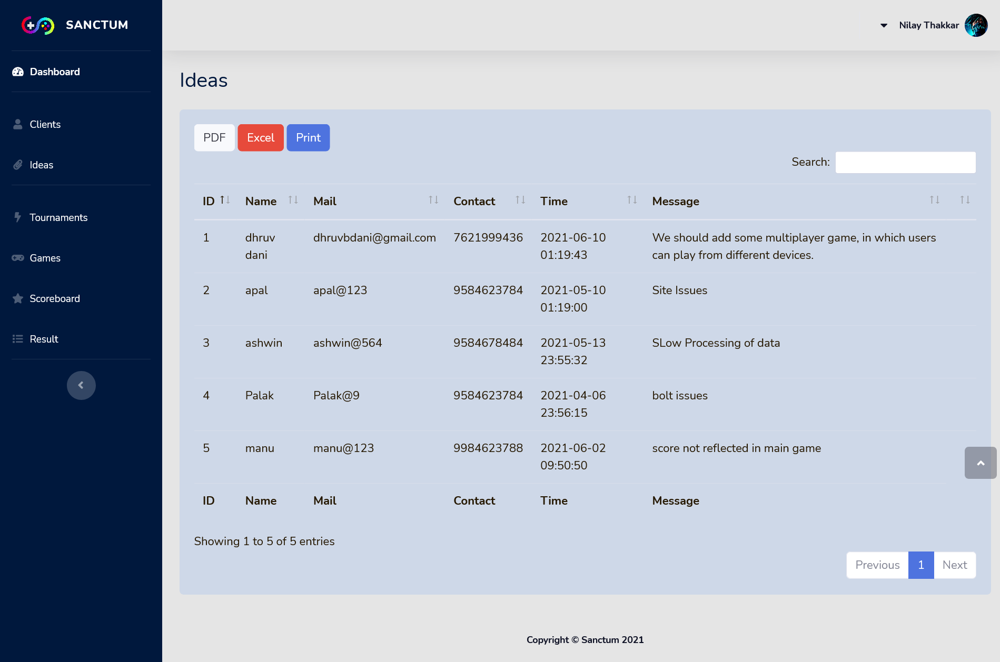 SANCTUM
Nilay Thakkar
Dashboard
Clients
Ideas
Tournaments
Games
Scoreboard
Result
Ideas
PDF Excel Print
Search:
ID Name Mail Contact Time Message
1 dhruv dhruvbdani@gmail.com 7621999436 2021-06-10 We should add some multiplayer game, in which users
dani 01:19:43 can play from different devices.
2 apal apal@123 9584623784 2021-05-10 Site Issues
01:19:00
3 ashwin ashwin@564 9584678484 2021-05-13 SLow Processing of data
23:55:32
4 Palak Palak@9 9584623784 2021-04-06 bolt issues
23:56:15
5 manu manu@123 9984623788 2021-06-02 score not reflected in main game
09:50:50
ID Name Mail Contact Time Message
Showing 1 to 5 of 5 entries
Previous 1 Next
Copyright © Sanctum 2021